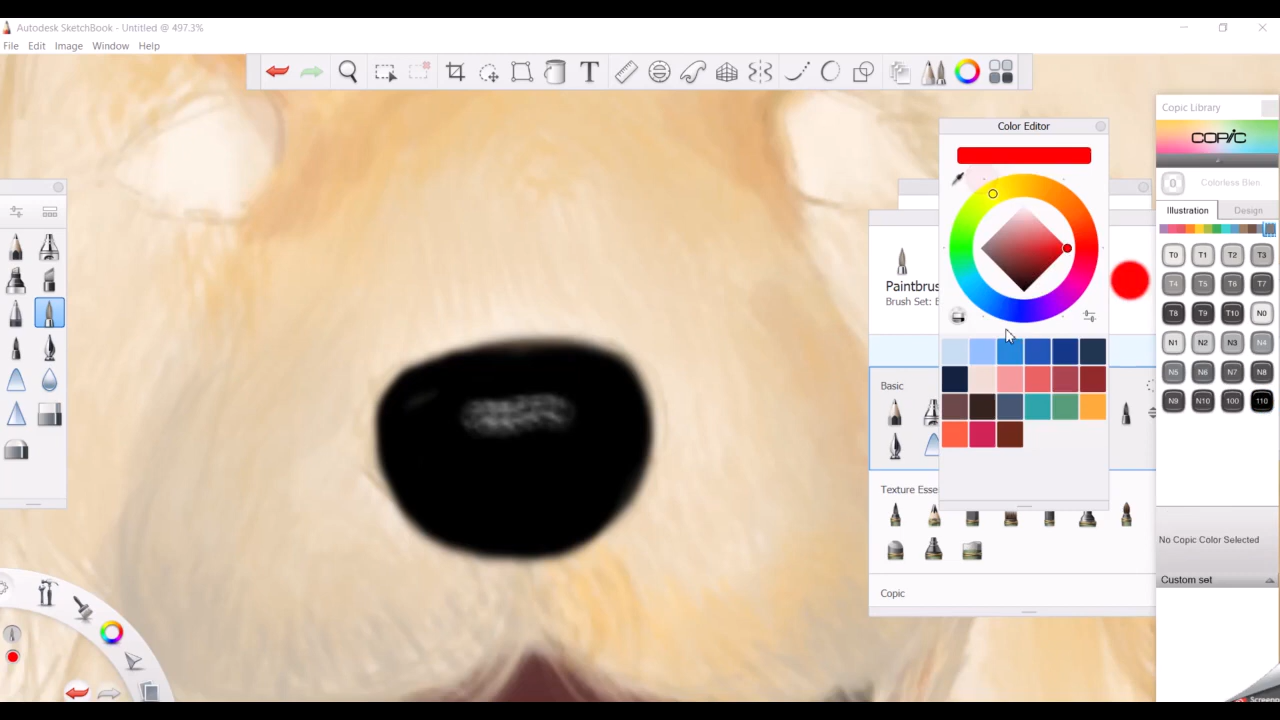 Autodesk SketchBook - Untitled @ 497.3%
File Edit Image Window Help
T
Color Editor
Copic Library
COPIC
0 Colorless Blen
Illustration Design
T0 T1 T2 T3
T4 T5 T6 T7
T8 T9 T10 N0
N1 N2 N3 N4
N5 N6 N7 N8
N9 N10 100 110
Paintbrus
Brush Set:
Basic
Texture Esse
Copic
No Copic Color Selected
Custom set